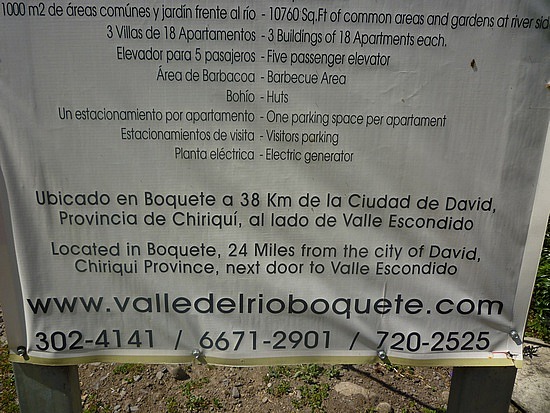 1000 m2 de áreas comúnes y jardín frente al río - 10760 Sq.Ft of common areas and gardens at river sid
3 Villas de 18 Apartamentos - 3 Buildings of 18 Apartments each.
Elevador para 5 pasajeros - Five passenger elevator
Área de Barbacoa - Barbecue Area
Bohío - Huts
Un estacionamiento por apartamento - One parking space per apartament
Estacionamientos de visita - Visitors parking
Planta eléctrica - Electric generator
Ubicado en Boquete a 38 Km de la Ciudad de David,
Provincia de Chiriquí, al lado de Valle Escondido
Located in Boquete, 24 Miles from the city of David,
Chiriqui Province, next door to Valle Escondido
www.valledelrioboquete.com
302-4141 / 6671-2901 / 720-2525